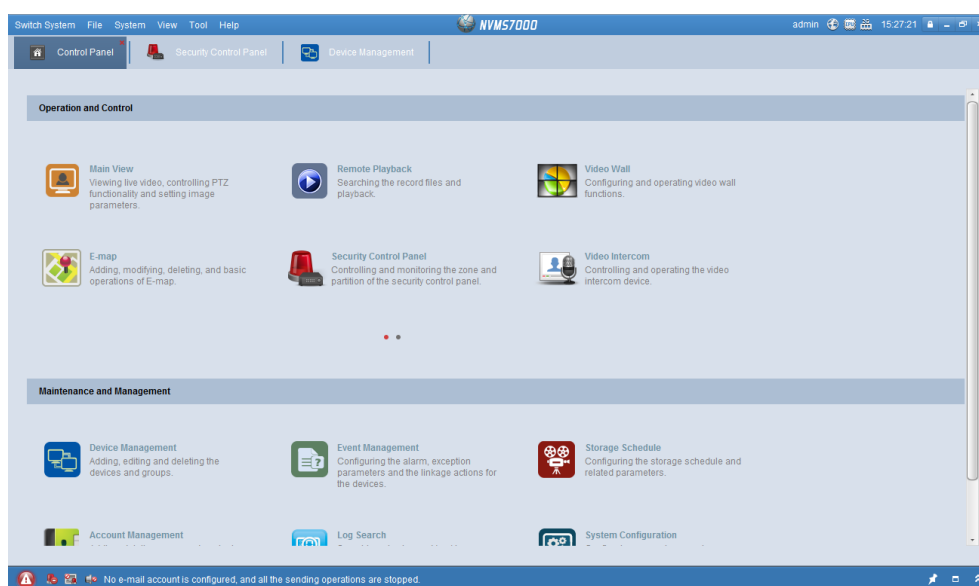 Switch System File System View Tool Help NVMS7000 admin 15:27:21
Control Panel Security Control Panel Device Management
Operation and Control
Main View
Viewing live video, controlling PTZ
functionality and setting image
parameters.
Remote Playback
Searching the record files and
playback.
Video Wall
Configuring and operating video wall
functions.
E-map
Adding, modifying, deleting, and basic
operations of E-map.
Security Control Panel
Controlling and monitoring the zone and
partition of the security control panel.
Video Intercom
Controlling and operating the video
intercom device.
Maintenance and Management
Device Management
Adding, editing and deleting the
devices and groups.
Event Management
Configuring the alarm, exception
parameters and the linkage actions for
the devices.
Storage Schedule
Configuring the storage schedule and
related parameters.
Account Management
Log Search
System Configuration
No e-mail account is configured, and all the sending operations are stopped.